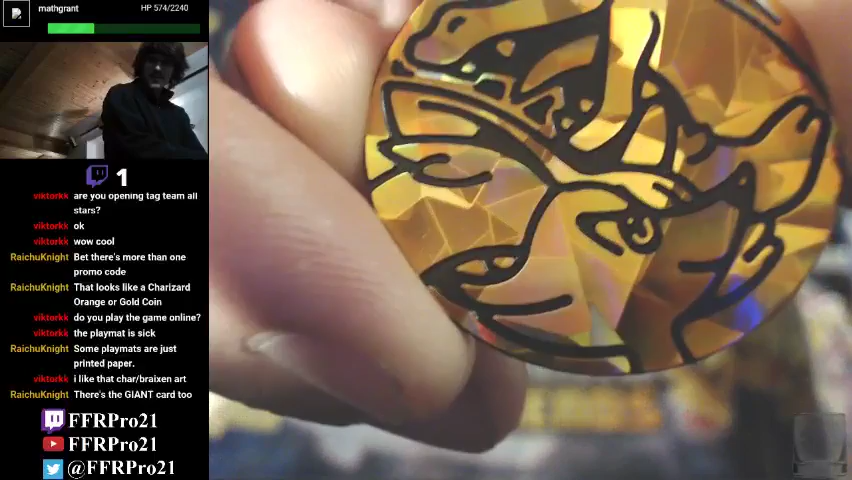 mathgrant
HP 574/2240
1
viktorkk are you opening tag team all
stars?
viktorkk ok
viktorkk wow cool
RaichuKnight Bet there's more than one
promo code
RaichuKnight That looks like a Charizard
Orange or Gold Coin
viktorkk do you play the game online?
viktorkk the playmat is sick
RaichuKnight Some playmats are just
printed paper.
viktorkk i like that char/braixen art
RaichuKnight There's the GIANT card too
FFRPro21
FFRPro21
@FFRPro21